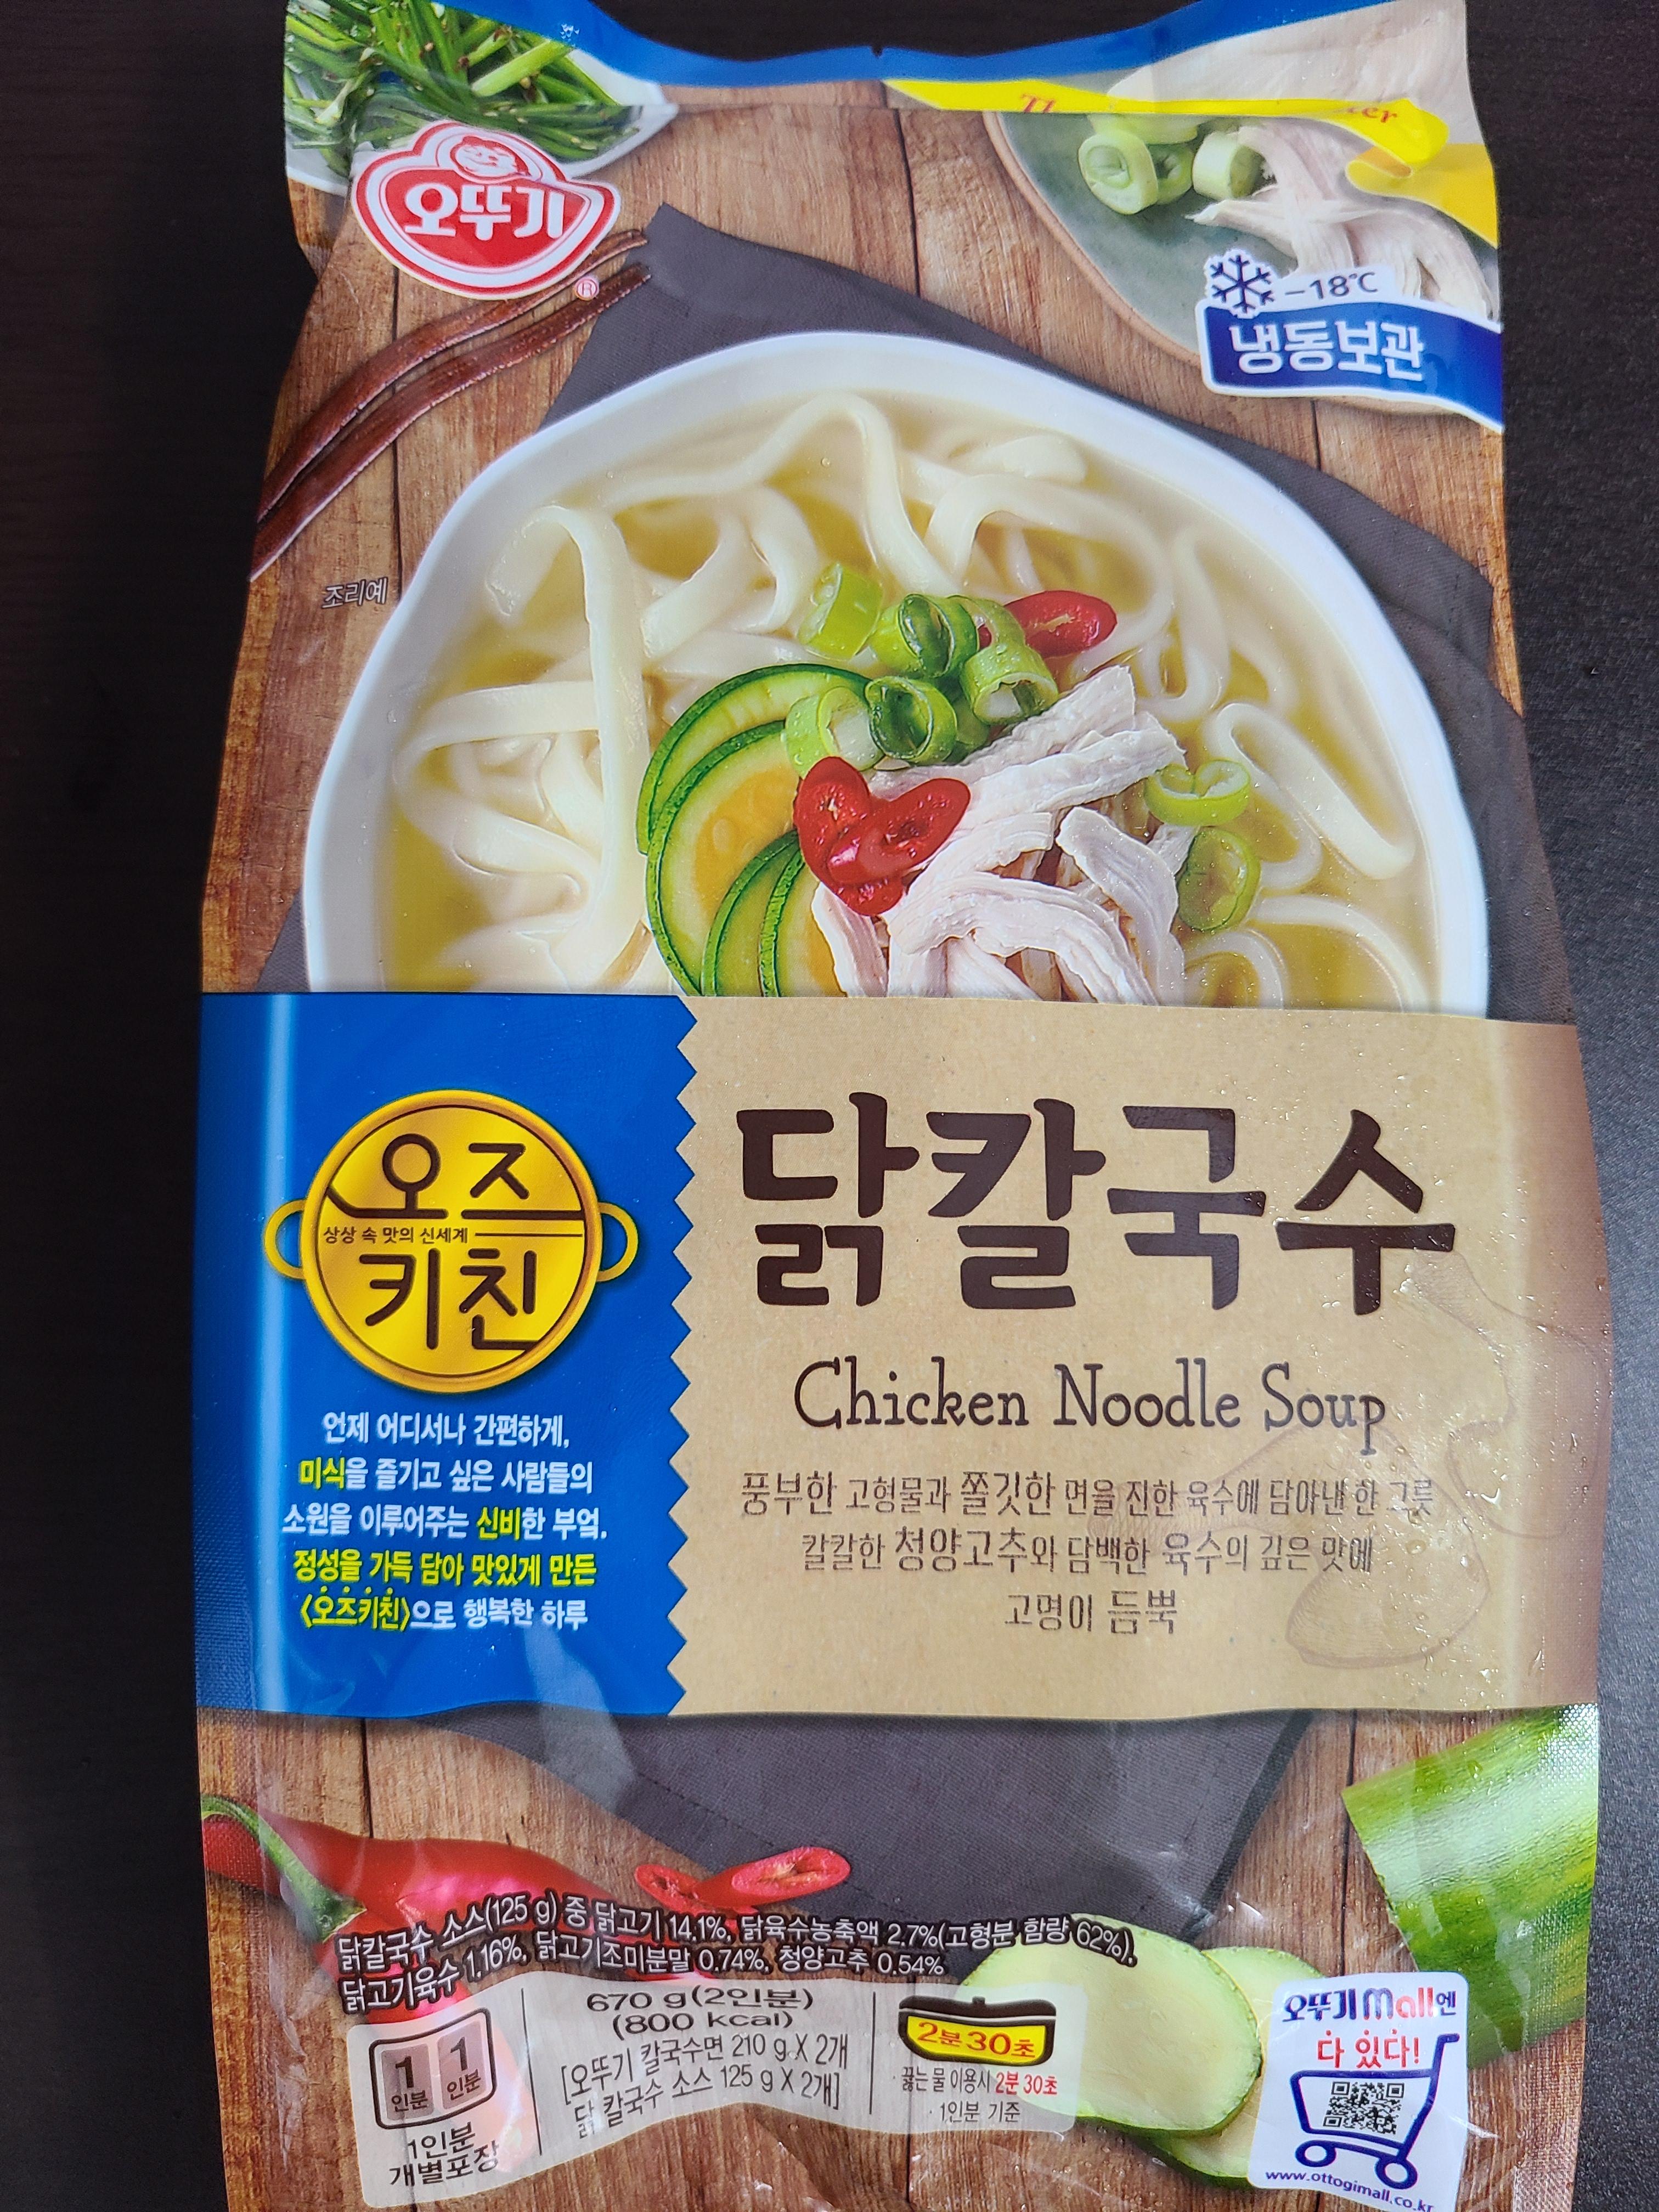 오뚜기
®
-18℃
냉동보관
조리예
오즈
상상 속 맛의 신세계
키친
언제 어디서나 간편하게,
미식을 즐기고 싶은 사람들의
소원을 이루어주는 신비한 부엌.
정성을 가득 담아 맛있게 만든
<오즈키친>으로 행복한 하루
닭칼국수
Chicken Noodle Soup
풍부한 고형물과 쫄깃한 면을 진한 육수에 담아낸 한 그릇
칼칼한 청양고추와 담백한 육수의 깊은 맛에
고명이 듬뿍
닭칼국수 소스(125 g) 중 닭고기 14.1%, 닭육수농축액 2.7%(고형분 함량 62%),
닭고기육수 1.16%, 닭고기조미분말 0.74%, 청양고추 0.54%
1 인분
1 인분
1인분
개별포장
670 g(2인분)
(800 kcal)
[오뚜기 칼국수면 210 g X 2개
닭 칼국수 소스 125 g X 2개]
2분30초
· 끓는 물 이용시 2분 30초
· 1인분 기준
오뚜기mall엔
다 있다!
www.ottogimall.co.kr